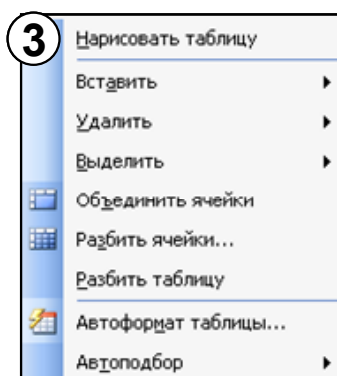 3
Нарисовать таблицу
Вставить
Удалить
Выделить
Объединить ячейки
Разбить ячейки...
Разбить таблицу
Автоформат таблицы...
Автоподбор